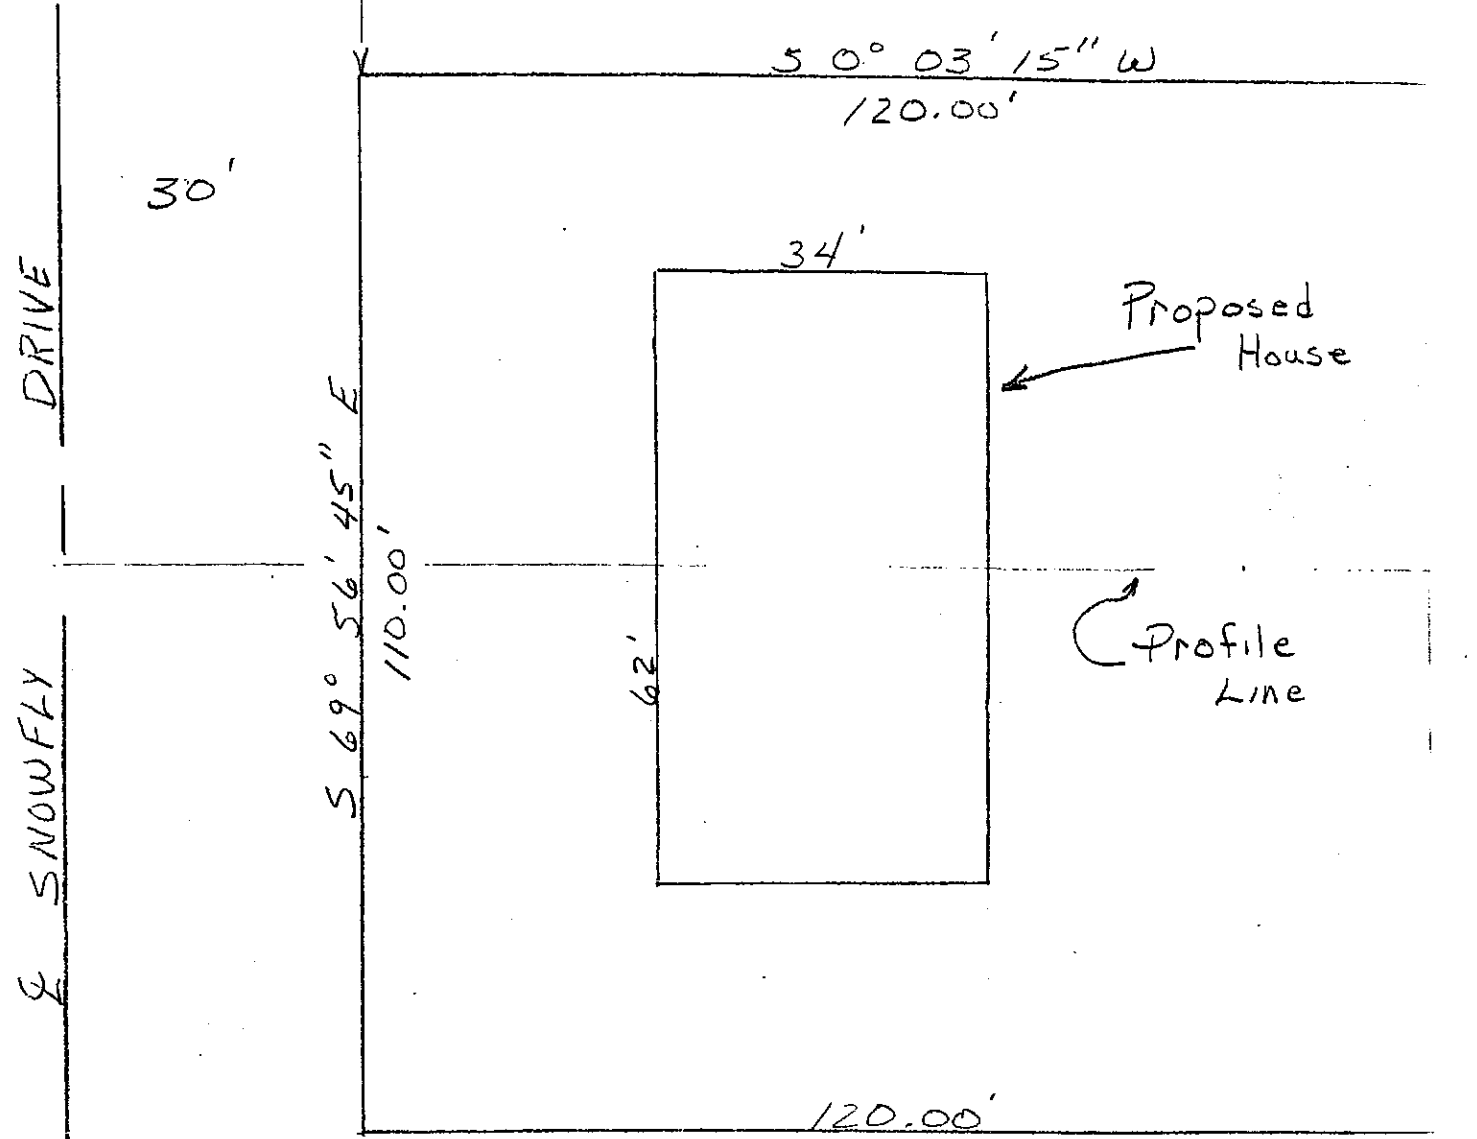 S 0° 03' 15" W
120.00'
30'
34'
Proposed
House
℄ SNOWFLY DRIVE
S 69° 56' 45" E
110.00'
62'
Profile
Line
120.00'